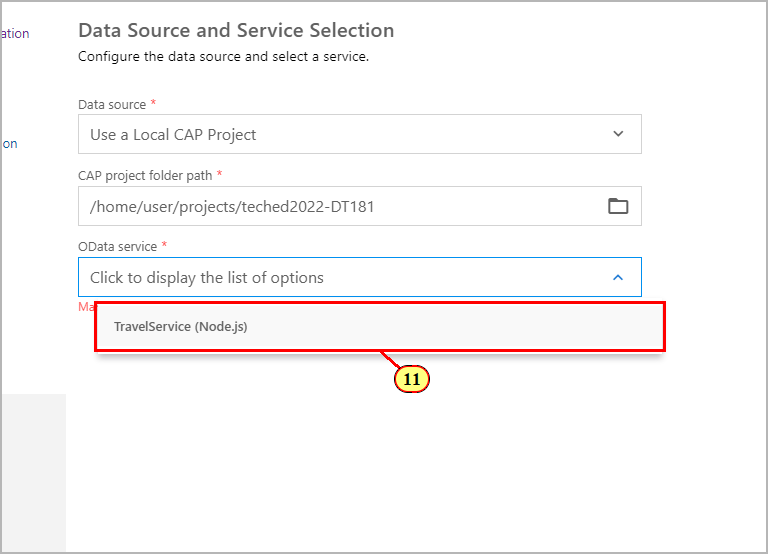 Data Source and Service Selection
ation
Configure the data source and select a service.
Data source *
Use a Local CAP Project
on
CAP project folder path *
/home/user/projects/teched2022-DT181
OData service *
Click to display the list of options
Ma
TravelService (Node.js)
11